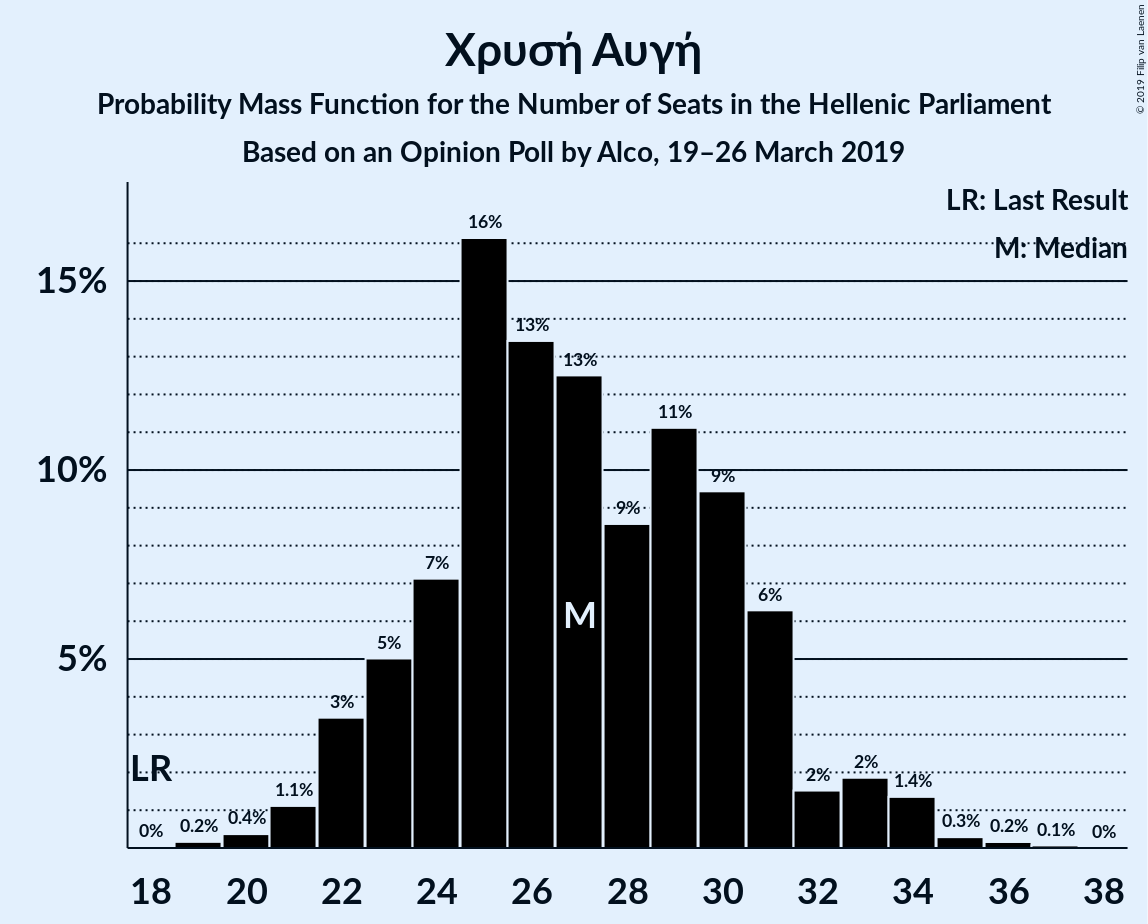 Χρυσή Αυγή
Probability Mass Function for the Number of Seats in the Hellenic Parliament
Based on an Opinion Poll by Alco, 19–26 March 2019
© 2019 Filip van Laenen
LR: Last Result
M: Median
15%
10%
5%
16%
13%
13%
11%
9%
9%
7%
6%
5%
3%
2%
2%
1.4%
1.1%
0.4%
0.3%
0.2%
0.2%
0.1%
0%
0%
LR
M
18 20 22 24 26 28 30 32 34 36 38